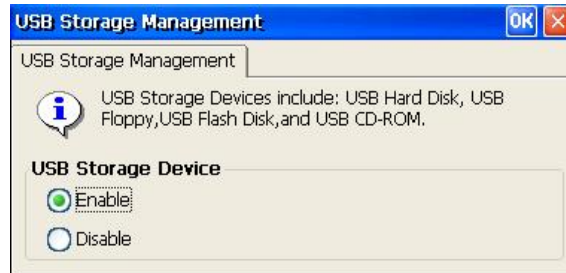 USB Storage Management
OK
USB Storage Management
USB Storage Devices include: USB Hard Disk, USB
Floppy,USB Flash Disk,and USB CD-ROM.
USB Storage Device
Enable
Disable